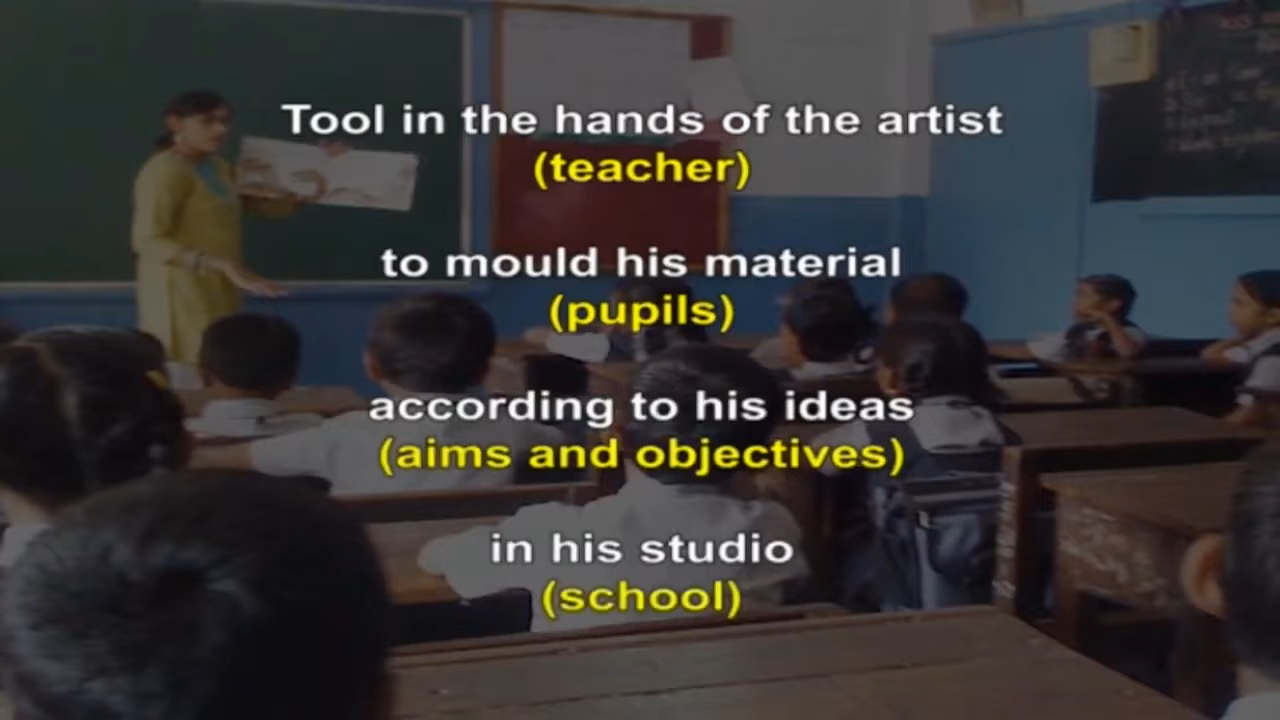 Tool in the hands of the artist
(teacher)
to mould his material
(pupils)
according to his ideas
(aims and objectives)
in his studio
(school)